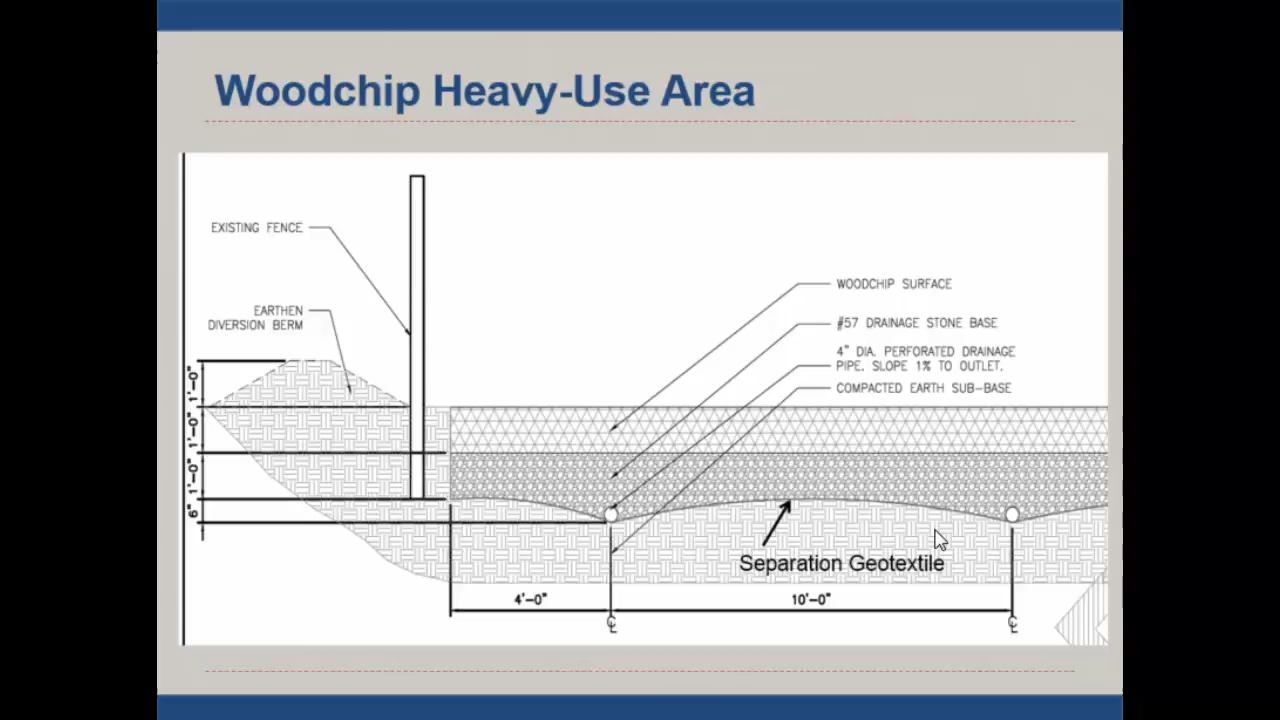 Woodchip Heavy-Use Area
EXISTING FENCE
EARTHEN
DIVERSION BERM
WOODCHIP SURFACE
#57 DRAINAGE STONE BASE
4" DIA. PERFORATED DRAINAGE
PIPE. SLOPE 1% TO OUTLET.
COMPACTED EARTH SUB-BASE
1'-0"
1'-0"
1'-0"
6"
Separation Geotextile
4'-0"
10'-0"
℄
℄